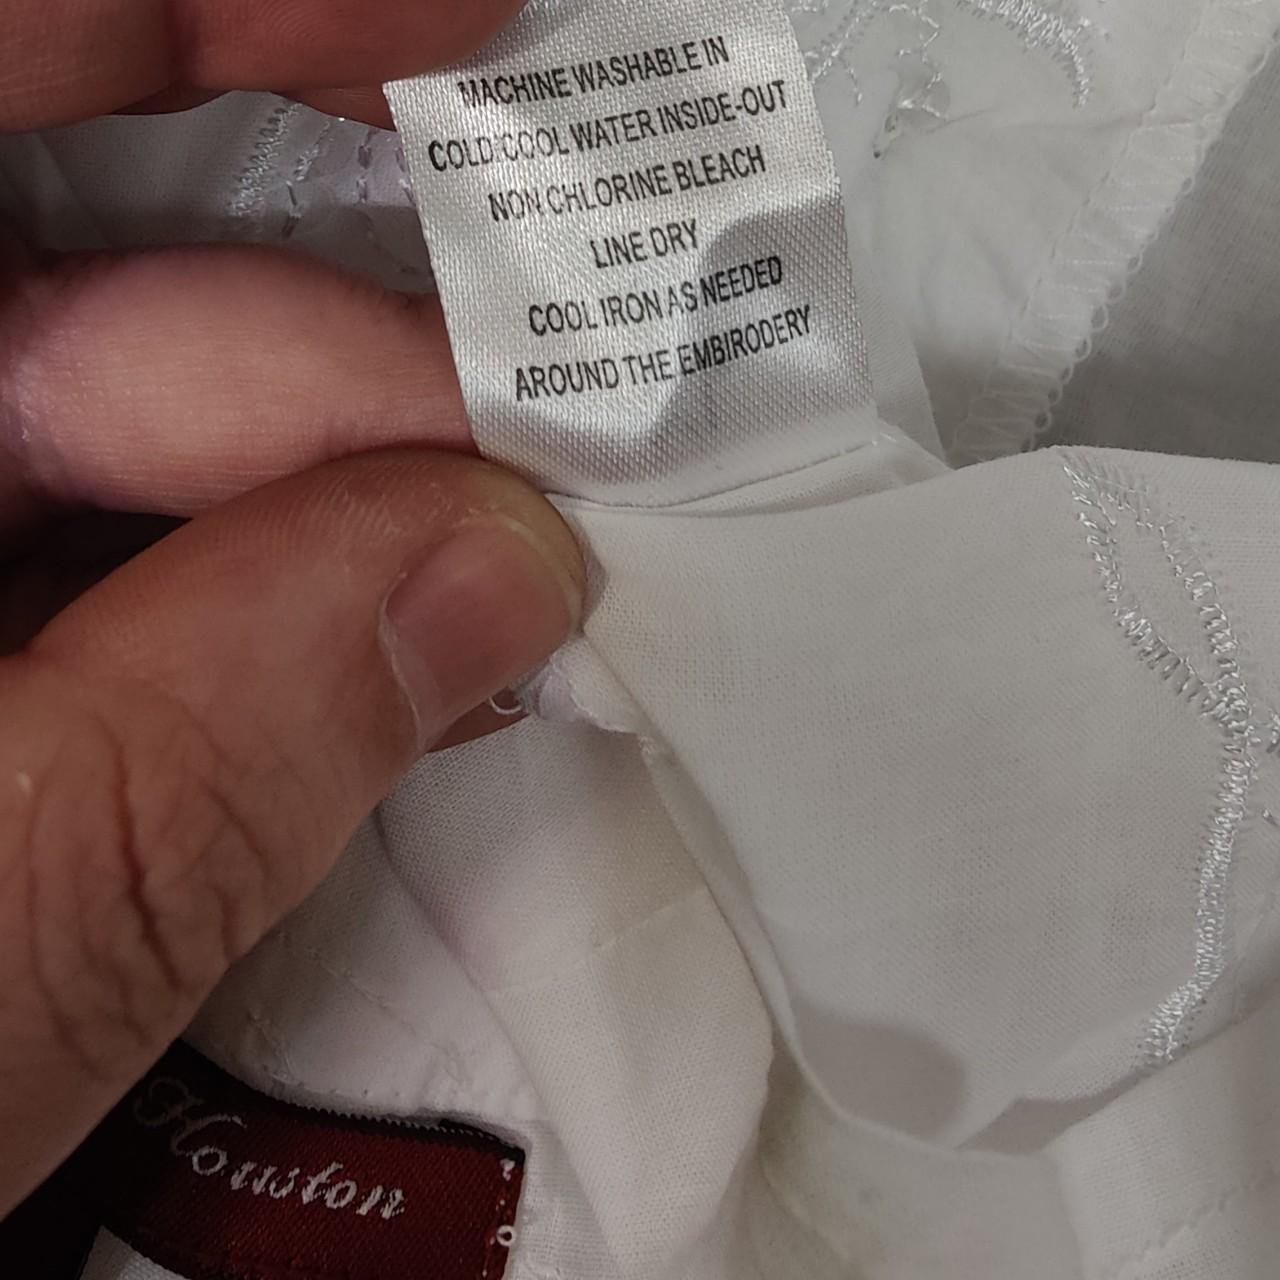 MACHINE WASHABLE IN
COLD:COOL WATER INSIDE-OUT
NON CHLORINE BLEACH
LINE DRY
COOL IRON AS NEEDED
AROUND THE EMBIRODERY
Houston